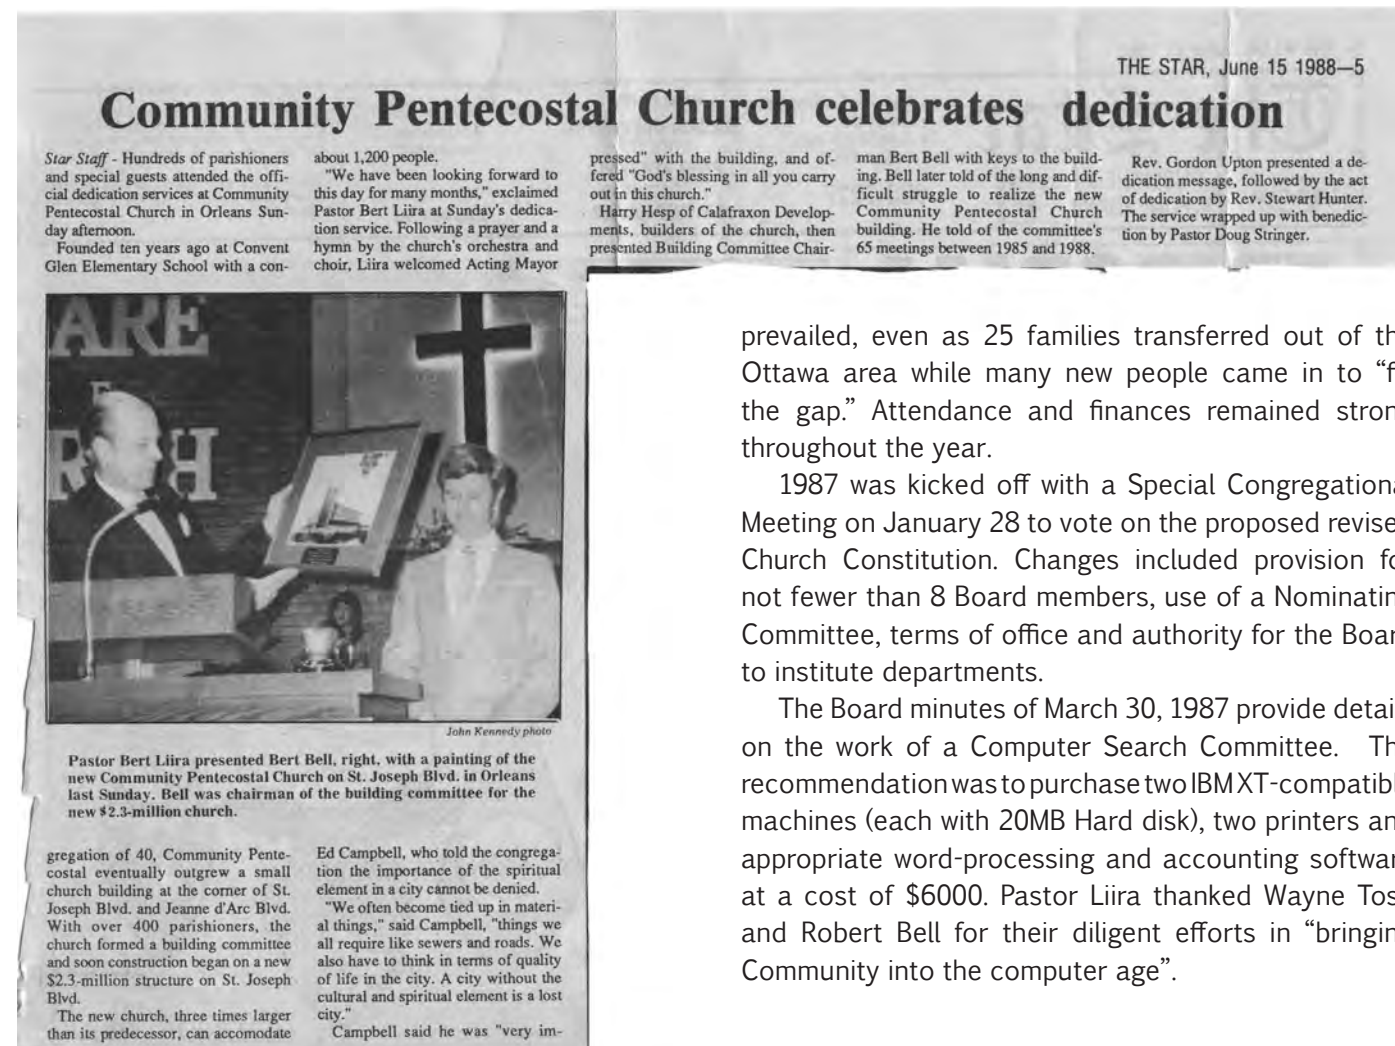 THE STAR, June 15 1988—5
Community Pentecostal Church celebrates dedication
Star Staff - Hundreds of parishioners
and special guests attended the offi-
cial dedication services at Community
Pentecostal Church in Orleans Sun-
day afternoon.
Founded ten years ago at Convent
Glen Elementary School with a con-
gregation of 40, Community Pente-
costal eventually outgrew a small
church building at the corner of St.
Joseph Blvd. and Jeanne d'Arc Blvd.
With over 400 parishioners, the
church formed a building committee
and soon construction began on a new
$2.3-million structure on St. Joseph
Blvd.
The new church, three times larger
than its predecessor, can accomodate
about 1,200 people.
"We have been looking forward to
this day for many months," exclaimed
Pastor Bert Liira at Sunday's dedica-
tion service. Following a prayer and a
hymn by the church's orchestra and
choir, Liira welcomed Acting Mayor
Ed Campbell, who told the congrega-
tion the importance of the spiritual
element in a city cannot be denied.
"We often become tied up in materi-
al things," said Campbell, "things we
all require like sewers and roads. We
also have to think in terms of quality
of life in the city. A city without the
cultural and spiritual element is a lost
city."
Campbell said he was "very im-
pressed" with the building, and of-
fered "God's blessing in all you carry
out in this church."
Harry Hesp of Calafraxon Develop-
ments, builders of the church, then
presented Building Committee Chair-
man Bert Bell with keys to the build-
ing. Bell later told of the long and dif-
ficult struggle to realize the new
Community Pentecostal Church
building. He told of the committee's
65 meetings between 1985 and 1988.
Rev. Gordon Upton presented a de-
dication message, followed by the act
of dedication by Rev. Stewart Hunter.
The service wrapped up with benedic-
tion by Pastor Doug Stringer.
ARE
John Kennedy photo
Pastor Bert Liira presented Bert Bell, right, with a painting of the
new Community Pentecostal Church on St. Joseph Blvd. in Orleans
last Sunday. Bell was chairman of the building committee for the
new $2.3-million church.
prevailed, even as 25 families transferred out of th
Ottawa area while many new people came in to “f
the gap.” Attendance and finances remained stron
throughout the year.
1987 was kicked off with a Special Congregationa
Meeting on January 28 to vote on the proposed revise
Church Constitution. Changes included provision fo
not fewer than 8 Board members, use of a Nominatin
Committee, terms of office and authority for the Boar
to institute departments.
The Board minutes of March 30, 1987 provide detai
on the work of a Computer Search Committee. Th
recommendation was to purchase two IBM XT-compatibl
machines (each with 20MB Hard disk), two printers an
appropriate word-processing and accounting softwar
at a cost of $6000. Pastor Liira thanked Wayne Tos
and Robert Bell for their diligent efforts in “bringin
Community into the computer age”.